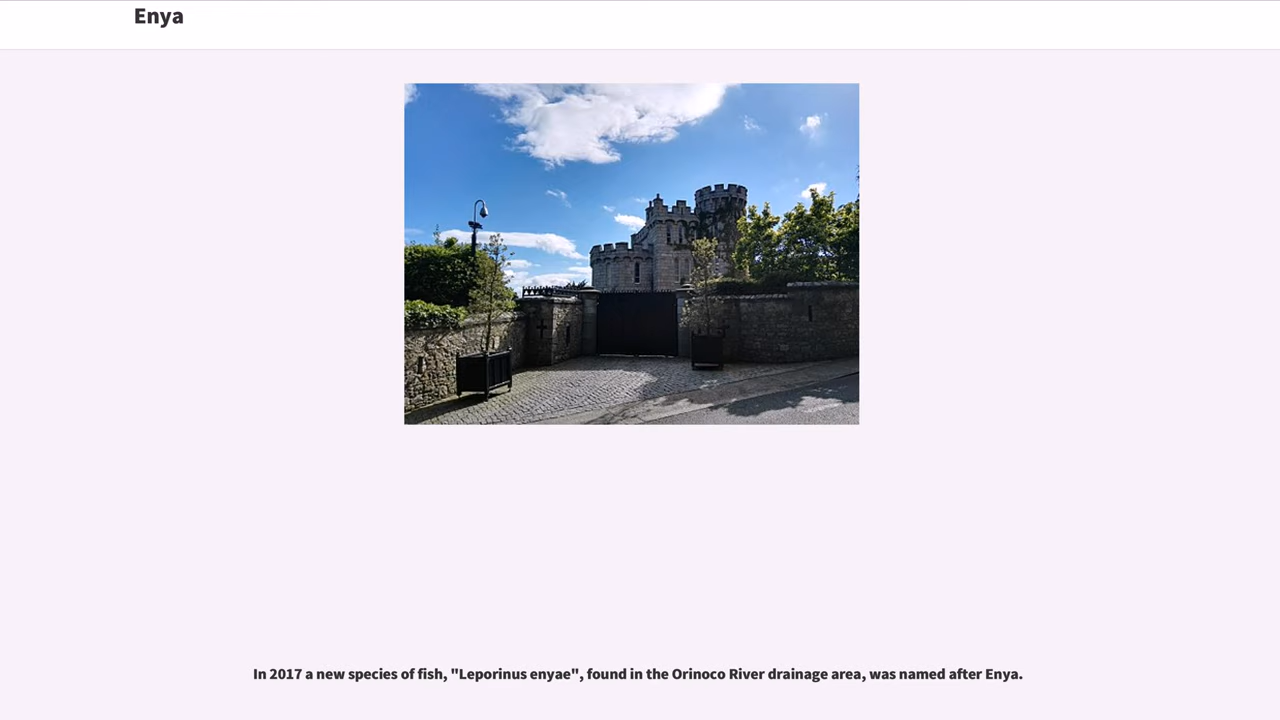 Enya
In 2017 a new species of fish, "Leporinus enyae", found in the Orinoco River drainage area, was named after Enya.